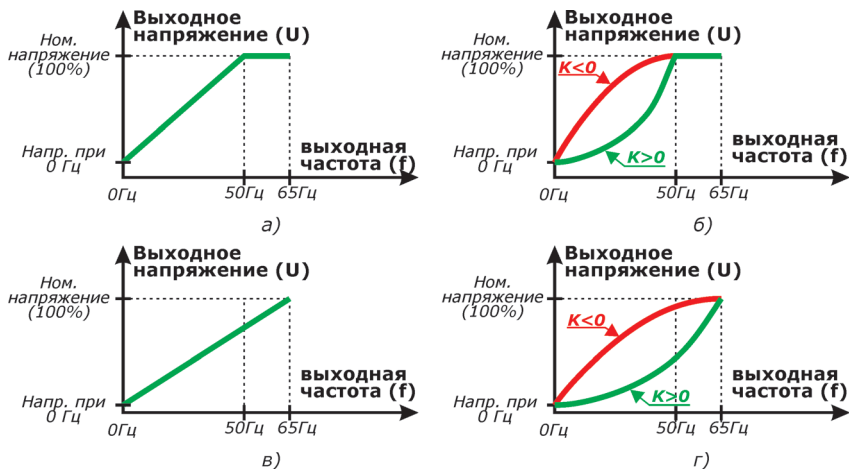 Выходное
напряжение (U)
Ном.
напряжение
(100%)
выходная
частота (f)
Напр. при
0 Гц
0Гц
50Гц
65Гц
а)
Выходное
напряжение (U)
Ном.
напряжение
(100%)
K<0
K>0
выходная
частота (f)
Напр. при
0 Гц
0Гц
50Гц
65Гц
б)
Выходное
напряжение (U)
Ном.
напряжение
(100%)
выходная
частота (f)
Напр. при
0 Гц
0Гц
50Гц
65Гц
в)
Выходное
напряжение (U)
Ном.
напряжение
(100%)
K<0
K>0
выходная
частота (f)
Напр. при
0 Гц
0Гц
50Гц
65Гц
г)